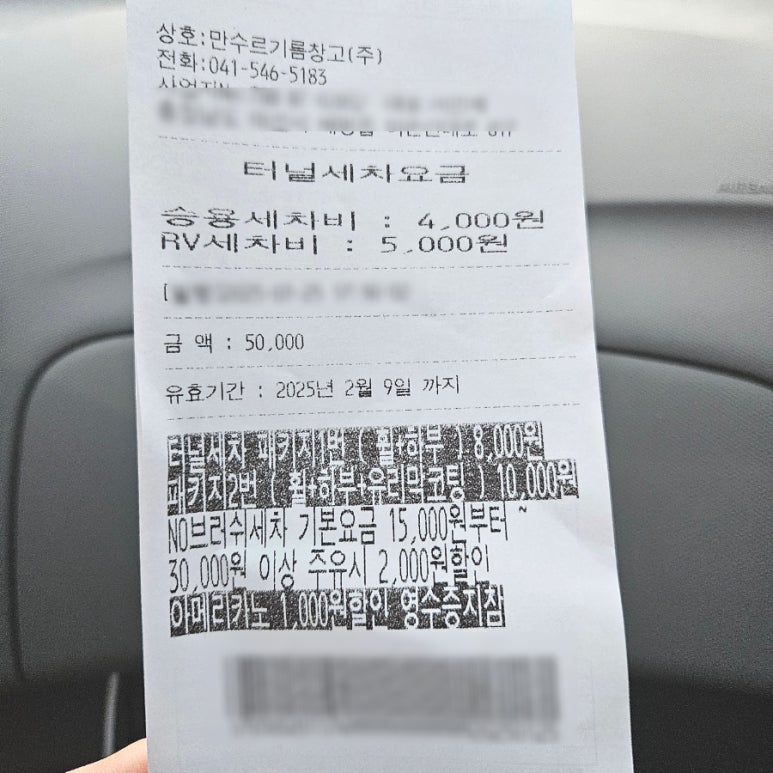 상호:만수르기름창고(주)
전화:041-546-5183
터널세차요금
승용세차비 : 4,000원
RV세차비 : 5,000원
[
금 액 : 50,000
유효기간 : 2025년 2월 9일 까지
터널세차 패키지1번 ( 휠+하부 ) 8,000원
패키지2번 ( 휠+하부+유리막코팅 ) 10,000원
NO브러쉬세차 기본요금 15,000원부터 ~
30,000원 이상 주유시 2,000원할인
아메리카노 1,000원할인 영수증지참